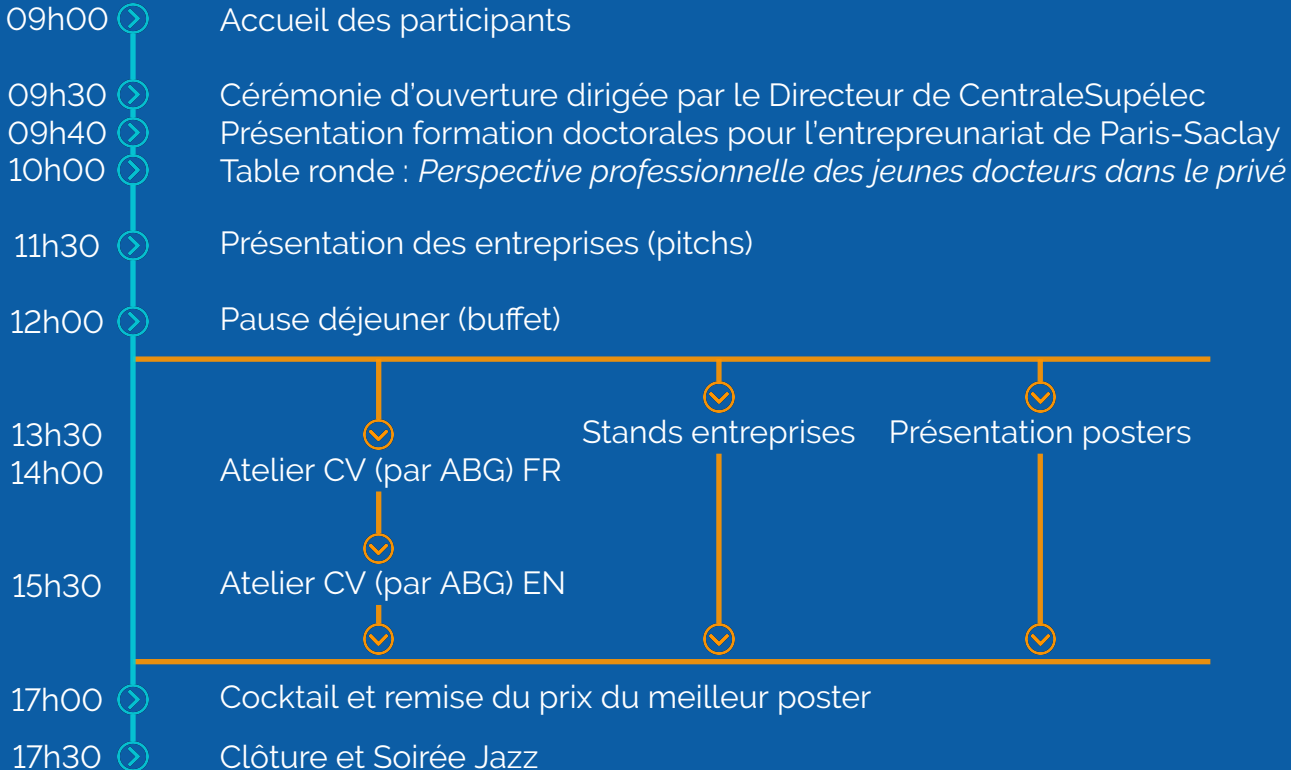 09h00 Accueil des participants
09h30 Cérémonie d'ouverture dirigée par le Directeur de CentraleSupélec
09h40 Présentation formation doctorales pour l'entrepreunariat de Paris-Saclay
10h00 Table ronde : Perspective professionnelle des jeunes docteurs dans le privé
11h30 Présentation des entreprises (pitchs)
12h00 Pause déjeuner (buffet)
13h30 Stands entreprises Présentation posters
14h00 Atelier CV (par ABG) FR
15h30 Atelier CV (par ABG) EN
17h00 Cocktail et remise du prix du meilleur poster
17h30 Clôture et Soirée Jazz